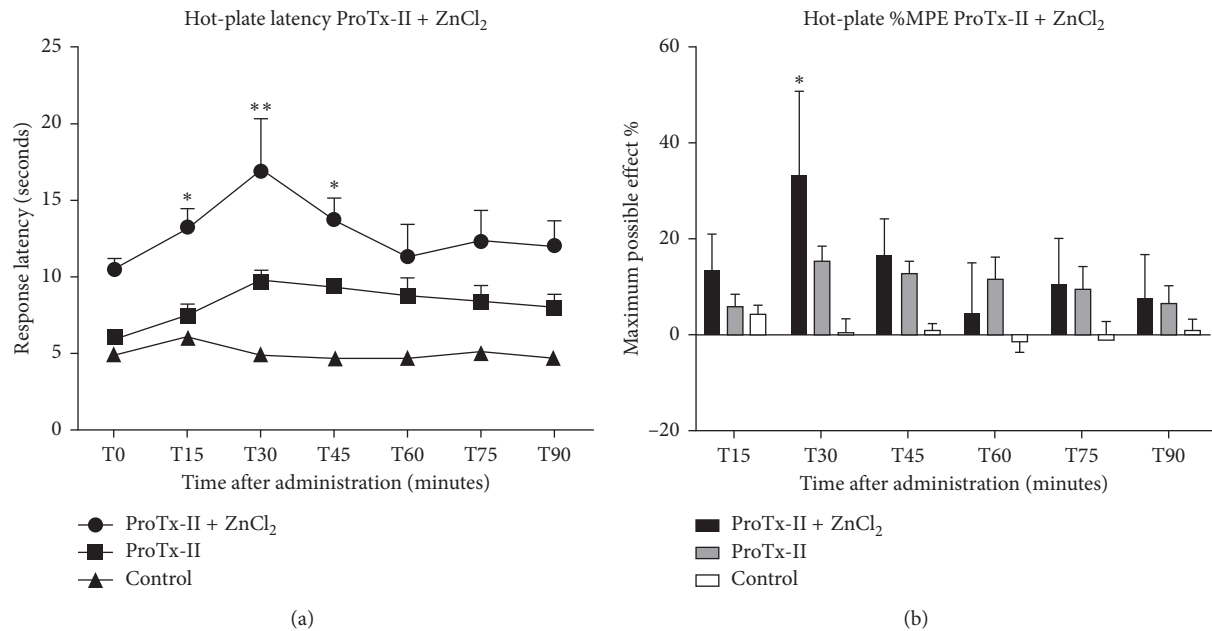 Hot-plate latency ProTx-II + ZnCl₂
25
20
15
10
5
0
Response latency (seconds)
*
**
*
T0 T15 T30 T45 T60 T75 T90
Time after administration (minutes)
ProTx-II + ZnCl₂
ProTx-II
Control
(a)
Hot-plate %MPE ProTx-II + ZnCl₂
60
40
20
0
–20
Maximum possible effect %
*
T15 T30 T45 T60 T75 T90
Time after administration (minutes)
ProTx-II + ZnCl₂
ProTx-II
Control
(b)